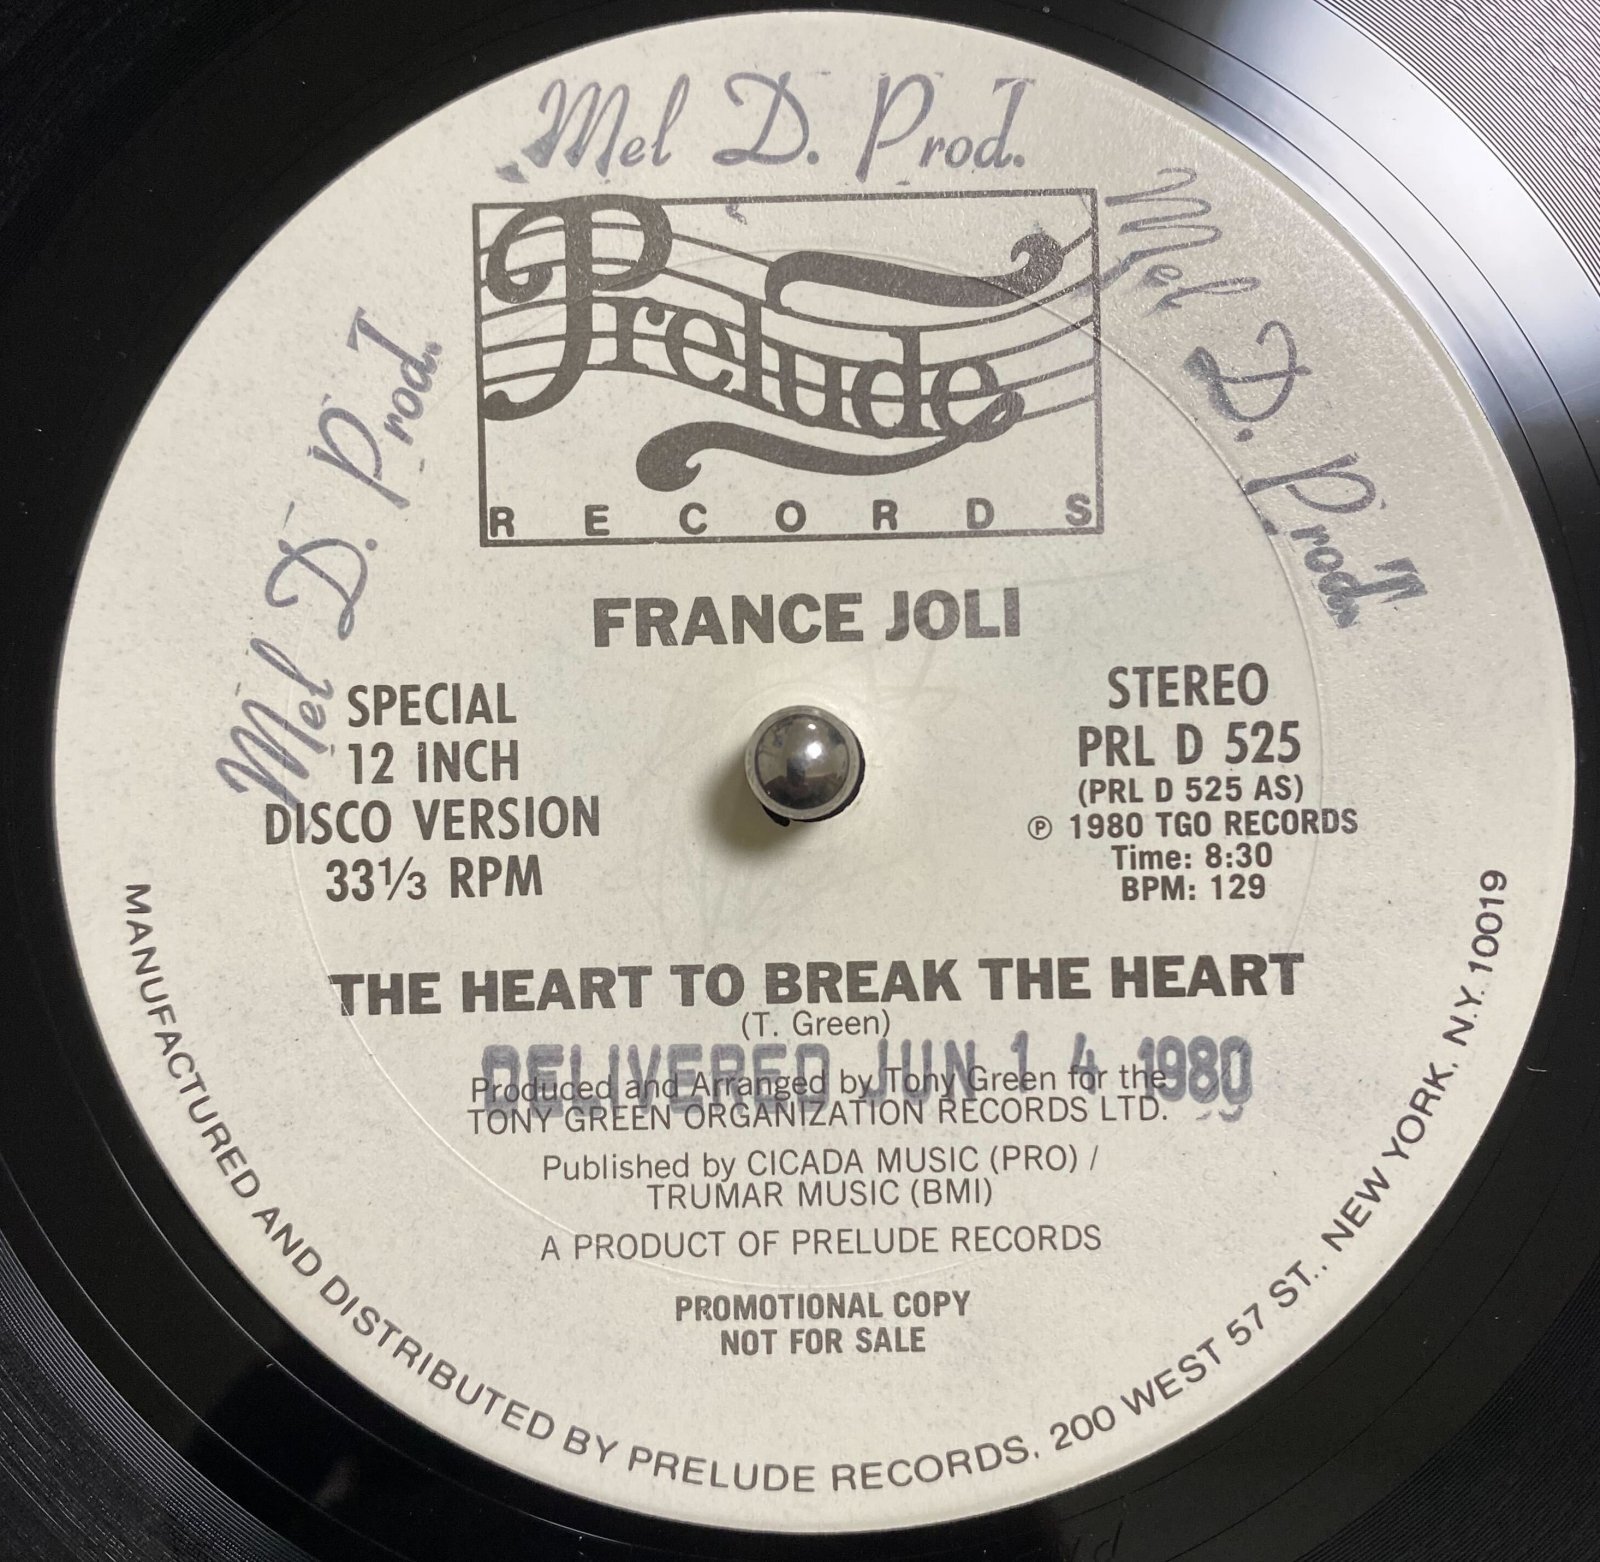 Mel D. Prod.
Mel D. Prod.
Mel D. Prod.
Prelude
RECORDS
FRANCE JOLI
SPECIAL
12 INCH
DISCO VERSION
33⅓ RPM
STEREO
PRL D 525
(PRL D 525 AS)
℗ 1980 TGO RECORDS
Time: 8:30
BPM: 129
THE HEART TO BREAK THE HEART
(T. Green)
DELIVERED JUN 14 1980
Produced and Arranged by Tony Green for the
TONY GREEN ORGANIZATION RECORDS LTD.
Published by CICADA MUSIC (PRO) /
TRUMAR MUSIC (BMI)
A PRODUCT OF PRELUDE RECORDS
PROMOTIONAL COPY
NOT FOR SALE
MANUFACTURED AND DISTRIBUTED BY PRELUDE RECORDS, 200 WEST 57 ST., NEW YORK, N.Y. 10019